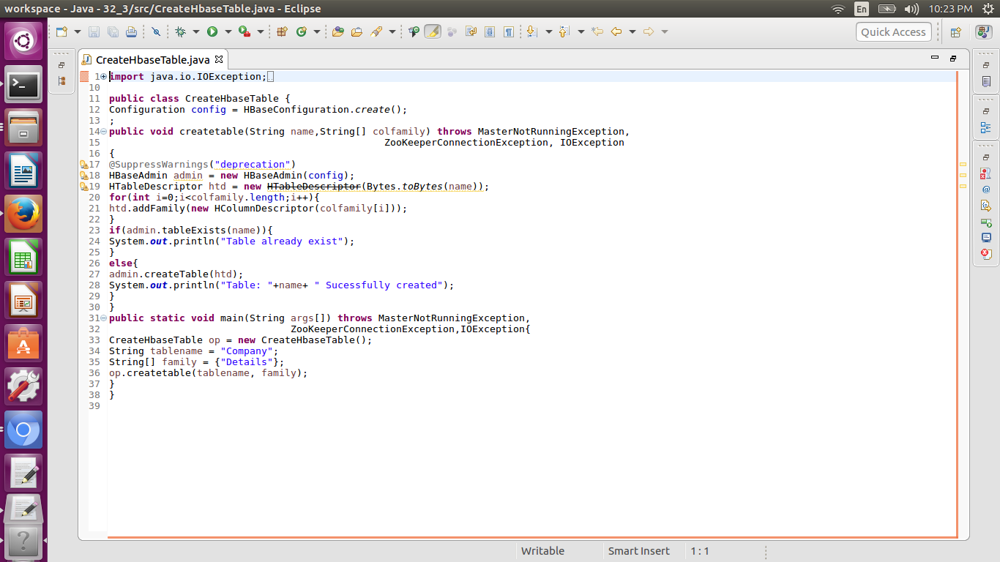 workspace - Java - 32_3/src/CreateHbaseTable.java - Eclipse
En
10:23 PM
Quick Access
CreateHbaseTable.java
1 import java.io.IOException;
10
11 public class CreateHbaseTable {
12 Configuration config = HBaseConfiguration.create();
13 ;
14 public void createtable(String name,String[] colfamily) throws MasterNotRunningException,
15 ZooKeeperConnectionException, IOException
16 {
17 @SuppressWarnings("deprecation")
18 HBaseAdmin admin = new HBaseAdmin(config);
19 HTableDescriptor htd = new HTableDescriptor(Bytes.toBytes(name));
20 for(int i=0;i<colfamily.length;i++){
21 htd.addFamily(new HColumnDescriptor(colfamily[i]));
22 }
23 if(admin.tableExists(name)){
24 System.out.println("Table already exist");
25 }
26 else{
27 admin.createTable(htd);
28 System.out.println("Table: "+name+ " Sucessfully created");
29 }
30 }
31 public static void main(String args[]) throws MasterNotRunningException,
32 ZooKeeperConnectionException,IOException{
33 CreateHbaseTable op = new CreateHbaseTable();
34 String tablename = "Company";
35 String[] family = {"Details"};
36 op.createtable(tablename, family);
37 }
38 }
39
Writable
Smart Insert
1 : 1